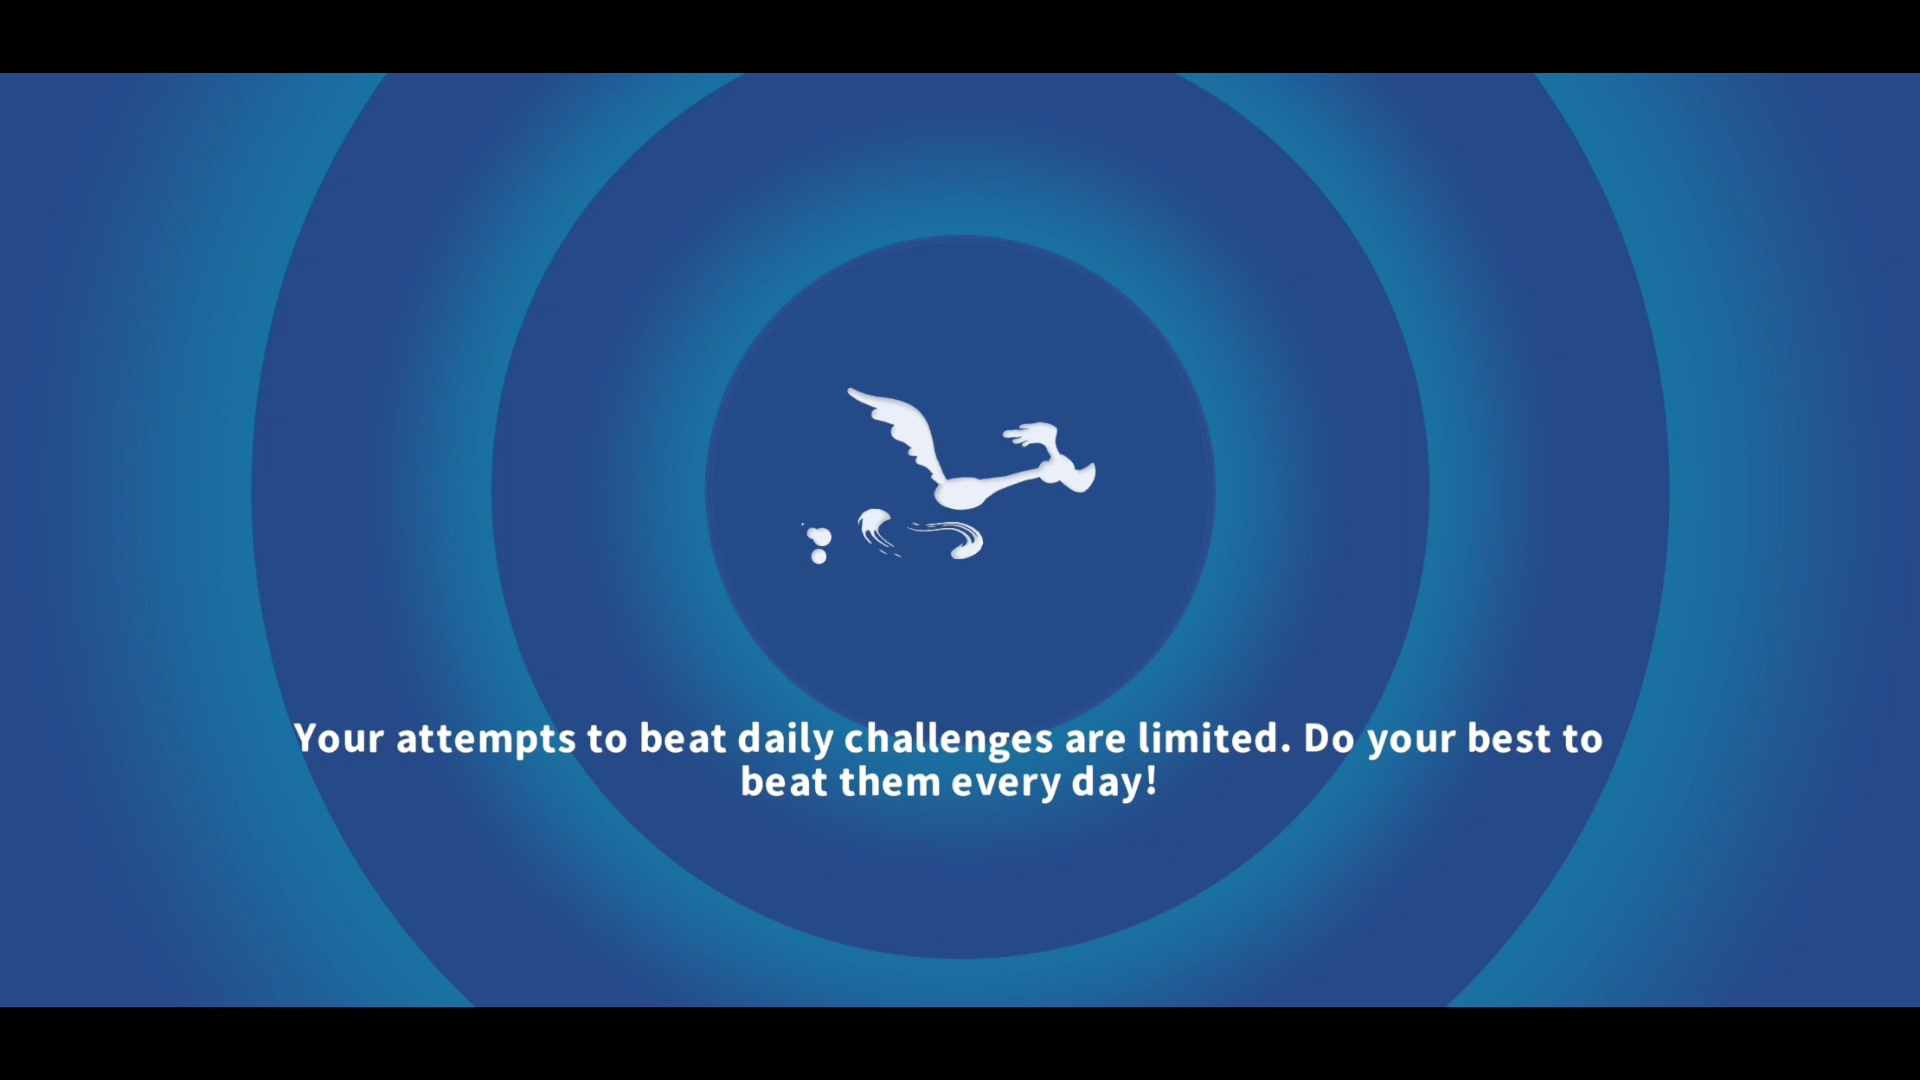 Your attempts to beat daily challenges are limited. Do your best to
beat them every day!